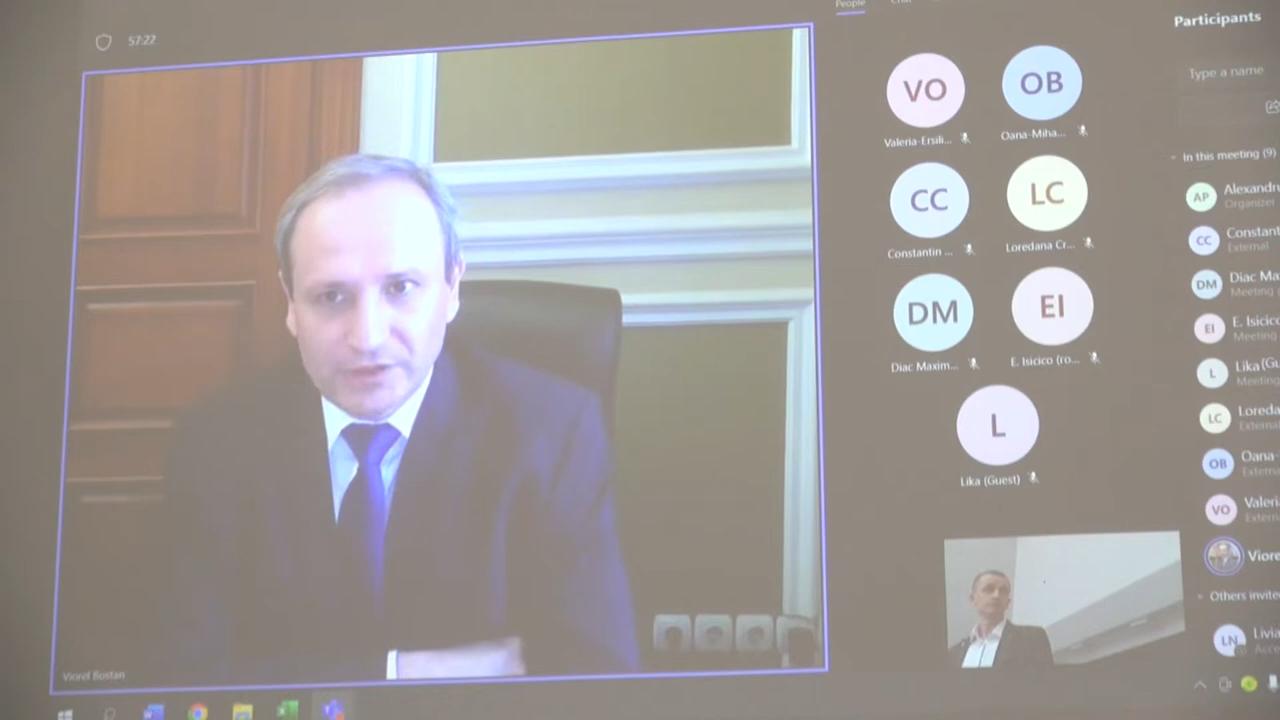 People
57:22
Participants
Type a name
VO
OB
Valeria-Ersili...
Oana-Miha...
In this meeting (9)
CC
LC
AP
Alexandru
Organizer
Constantin ...
Loredana Cr...
CC
Constant
External
DM
EI
DM
Diac Ma
Meeting
EI
E. Isicico
Meeting
Diac Maxim...
E. Isicico (ro...
L
Lika (Gu
Meeting
L
LC
Loreda
External
Lika (Guest)
OB
Oana-
Externa
VO
Valeri
Extern
Viore
Others invite
LN
Livia
Acce
Viorel Bostan